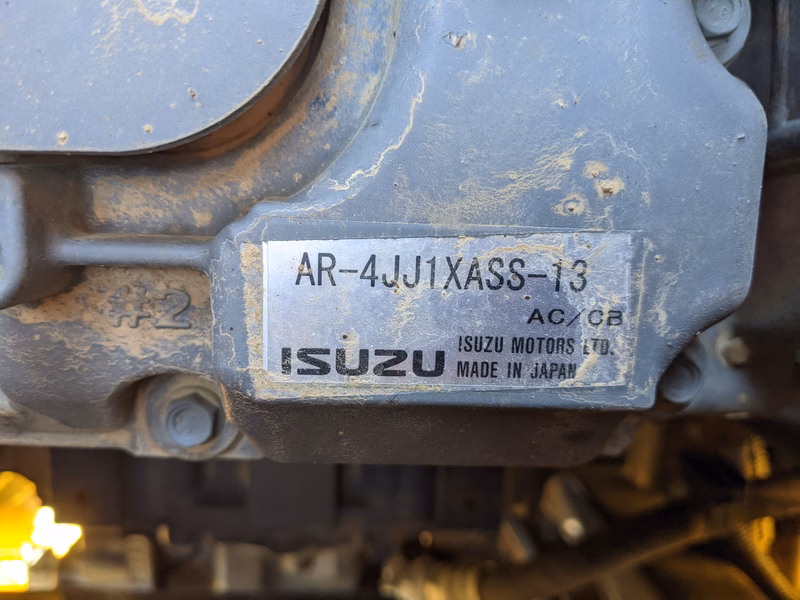 AR-4JJ1XASS-13
AC/CB
ISUZU
ISUZU MOTORS LTD.
MADE IN JAPAN
#2